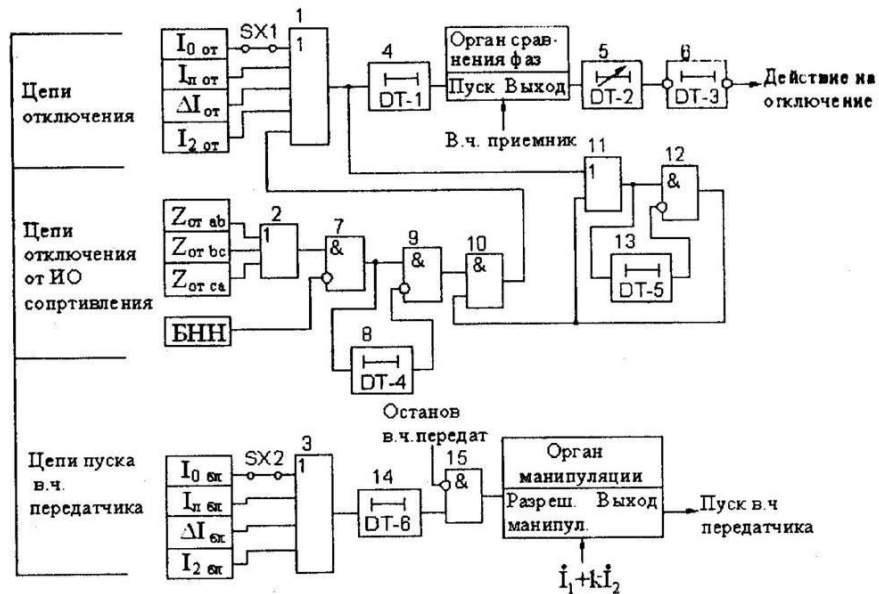 1
I₀ от
SX1
1
Iл от
ΔIот
I₂ от
Цепи
отключения
4
DT-1
Орган срав-
нения фаз
Пуск Выход
В.ч. приемник
5
DT-2
6
DT-3
Действие на
отключение
11
1
12
&
13
DT-5
Цепи
отключения
от ИО
сопртивления
Zот ab
Zот bc
Zот ca
БНН
2
1
7
&
8
DT-4
9
&
10
&
Цепи пуска
в.ч.
передатчика
I₀ бл
SX2
Iл бл
ΔIбл
I₂ бл
3
1
14
DT-6
Останов
в.ч.передат
15
&
Орган
манипуляции
Разреш. Выход
манипул.
İ₁+kİ₂
Пуск в.ч
передатчика